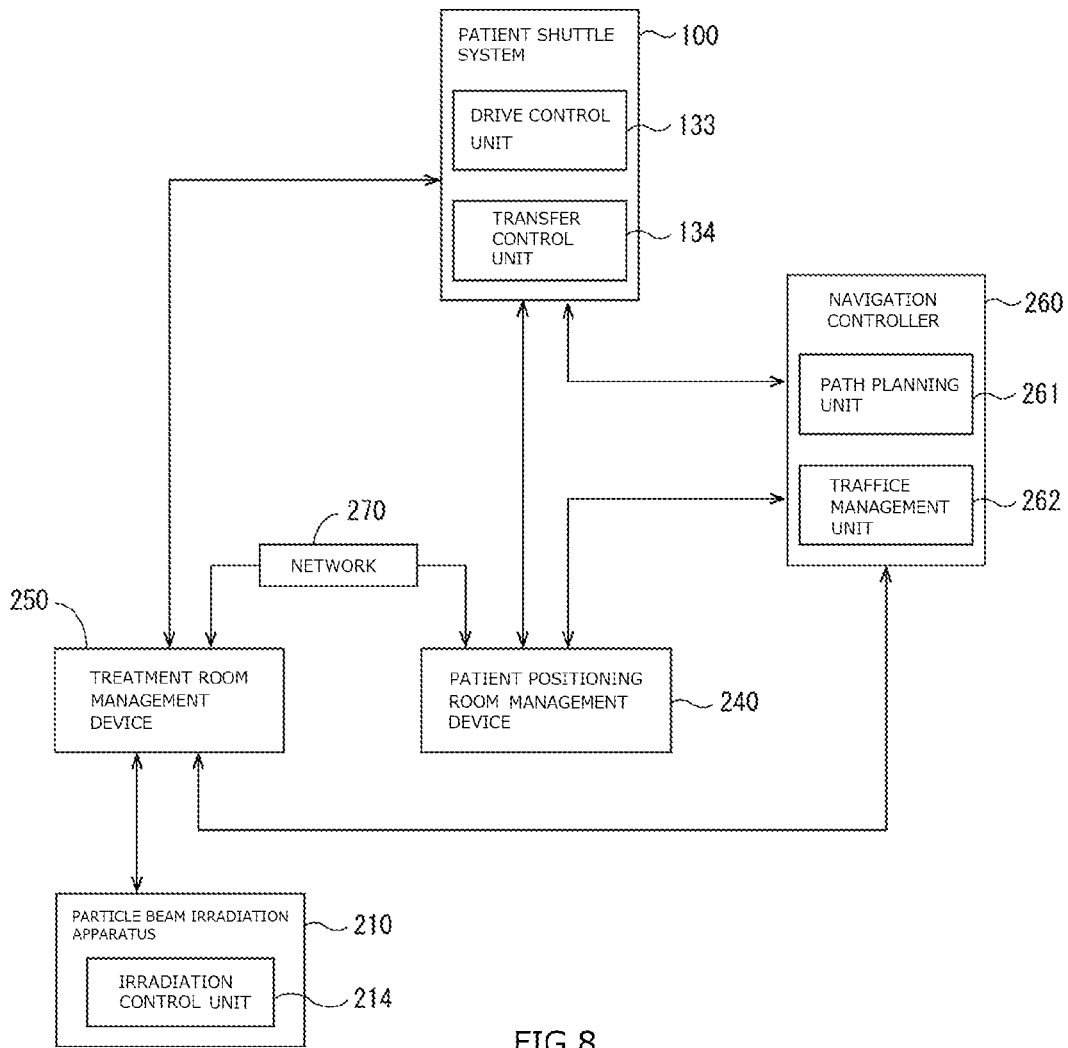 PATIENT SHUTTLE
SYSTEM
100
DRIVE CONTROL
UNIT
133
TRANSFER
CONTROL
UNIT
134
NAVIGATION
CONTROLLER
260
PATH PLANNING
UNIT
261
TRAFFICE
MANAGEMENT
UNIT
262
270
NETWORK
250
TREATMENT ROOM
MANAGEMENT
DEVICE
PATIENT POSITIONING
ROOM MANAGEMENT
DEVICE
240
PARTICLE BEAM IRRADIATION
APPARATUS
210
IRRADIATION
CONTROL UNIT
214
FIG.8